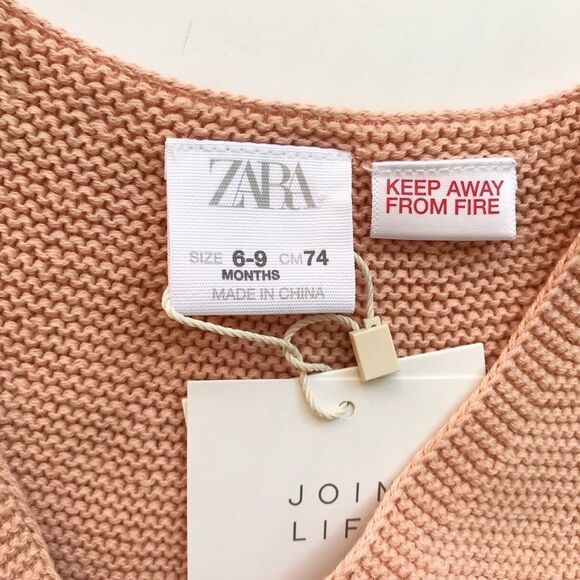 ZARA
SIZE 6-9 CM 74
MONTHS
MADE IN CHINA
KEEP AWAY
FROM FIRE
JOIN
LIF